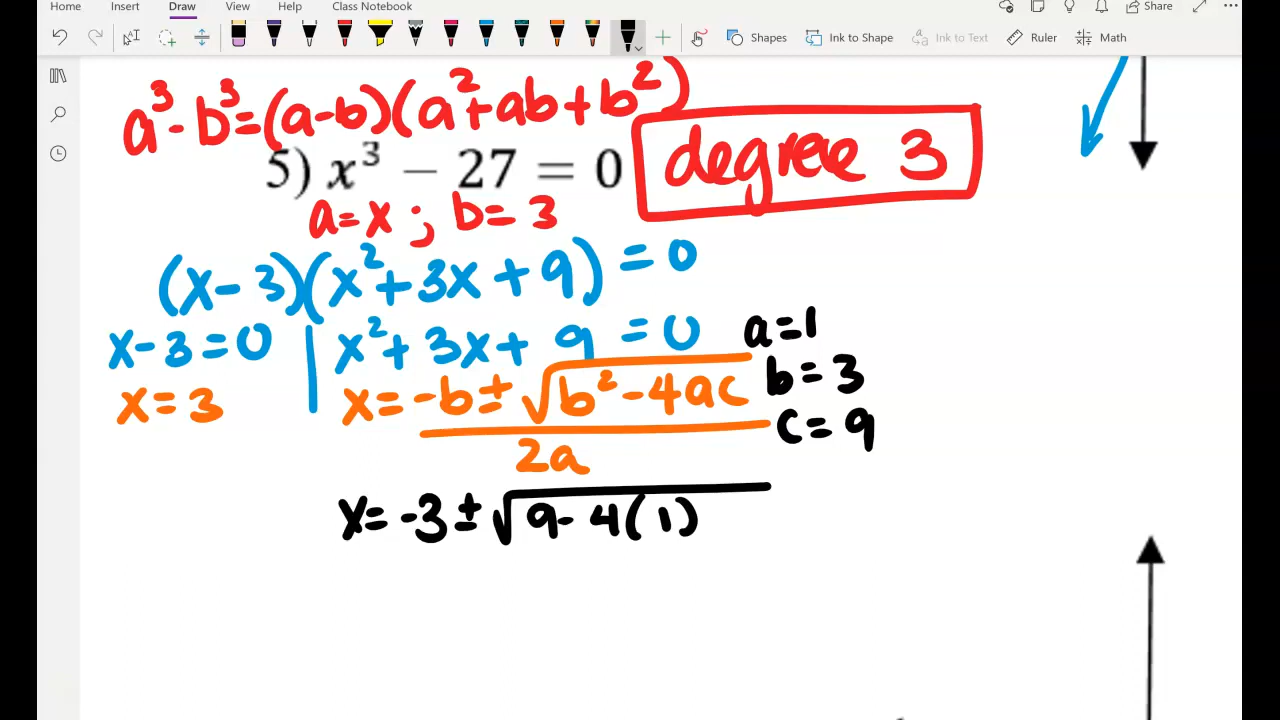 Home Insert Draw View Help Class Notebook Share
Shapes Ink to Shape Ink to Text Ruler Math
a³-b³=(a-b)(a²+ab+b²)
5) x³ − 27 = 0 degree 3
a=x ; b=3
(x-3)(x²+3x+9)=0
x-3=0 x²+3x+9=0 a=1
x=3 x=-b±√b²-4ac b=3
c=9
2a
x=-3±√9-4(1)